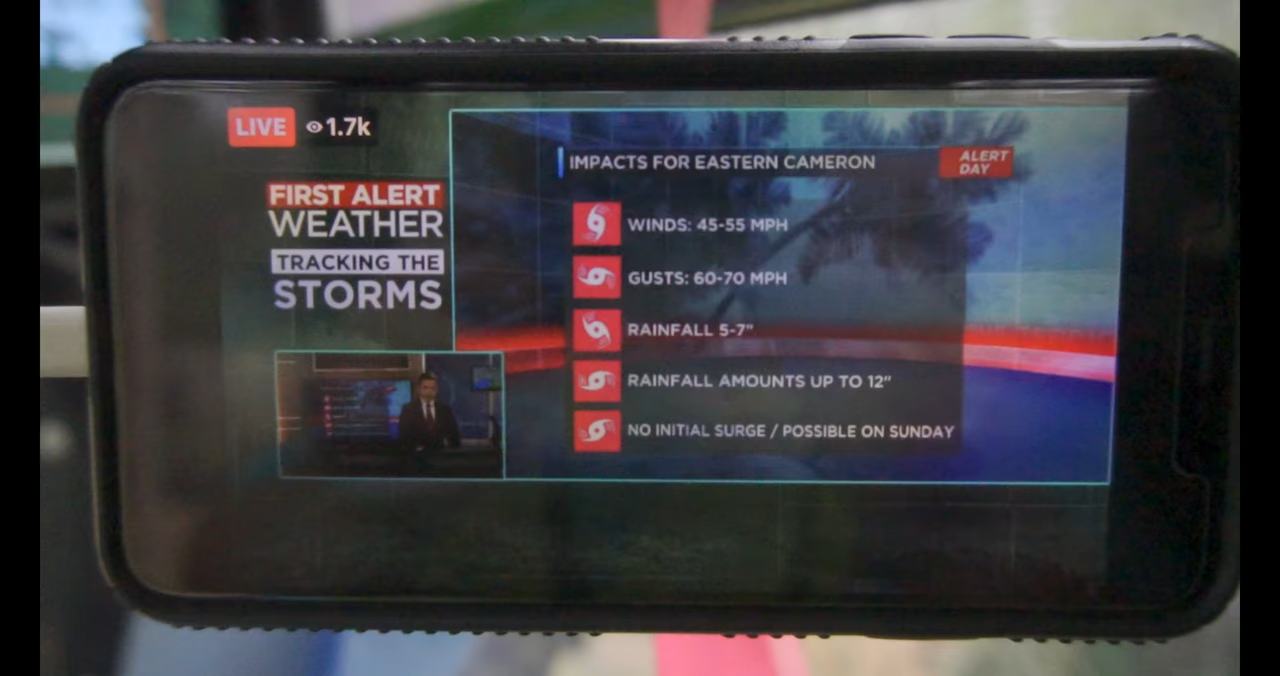 LIVE 1.7k
FIRST ALERT
WEATHER
TRACKING THE
STORMS
IMPACTS FOR EASTERN CAMERON
ALERT
DAY
WINDS: 45-55 MPH
GUSTS: 60-70 MPH
RAINFALL 5-7"
RAINFALL AMOUNTS UP TO 12"
NO INITIAL SURGE / POSSIBLE ON SUNDAY